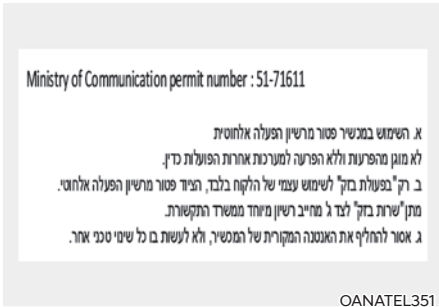 Ministry of Communication permit number : 51-71611
א. השימוש במכשיר פטור מרשיון הפעלה אלחוטית
לא מוגן מהפרעות וללא הפרעה למערכות אחרות הפועלות כדין.
ב. רק "בפעולת בזק" לשימוש עצמי של הלקוח בלבד, הציוד פטור מרשיון הפעלה אלחוטי.
מתן "שרות בזק" לצד ג' מחייב רשיון מיוחד ממשרד התקשורת.
ג. אסור להחליף את האנטנה המקורית של המכשיר, ולא לעשות בו כל שינוי טכני אחר.
OANATEL351